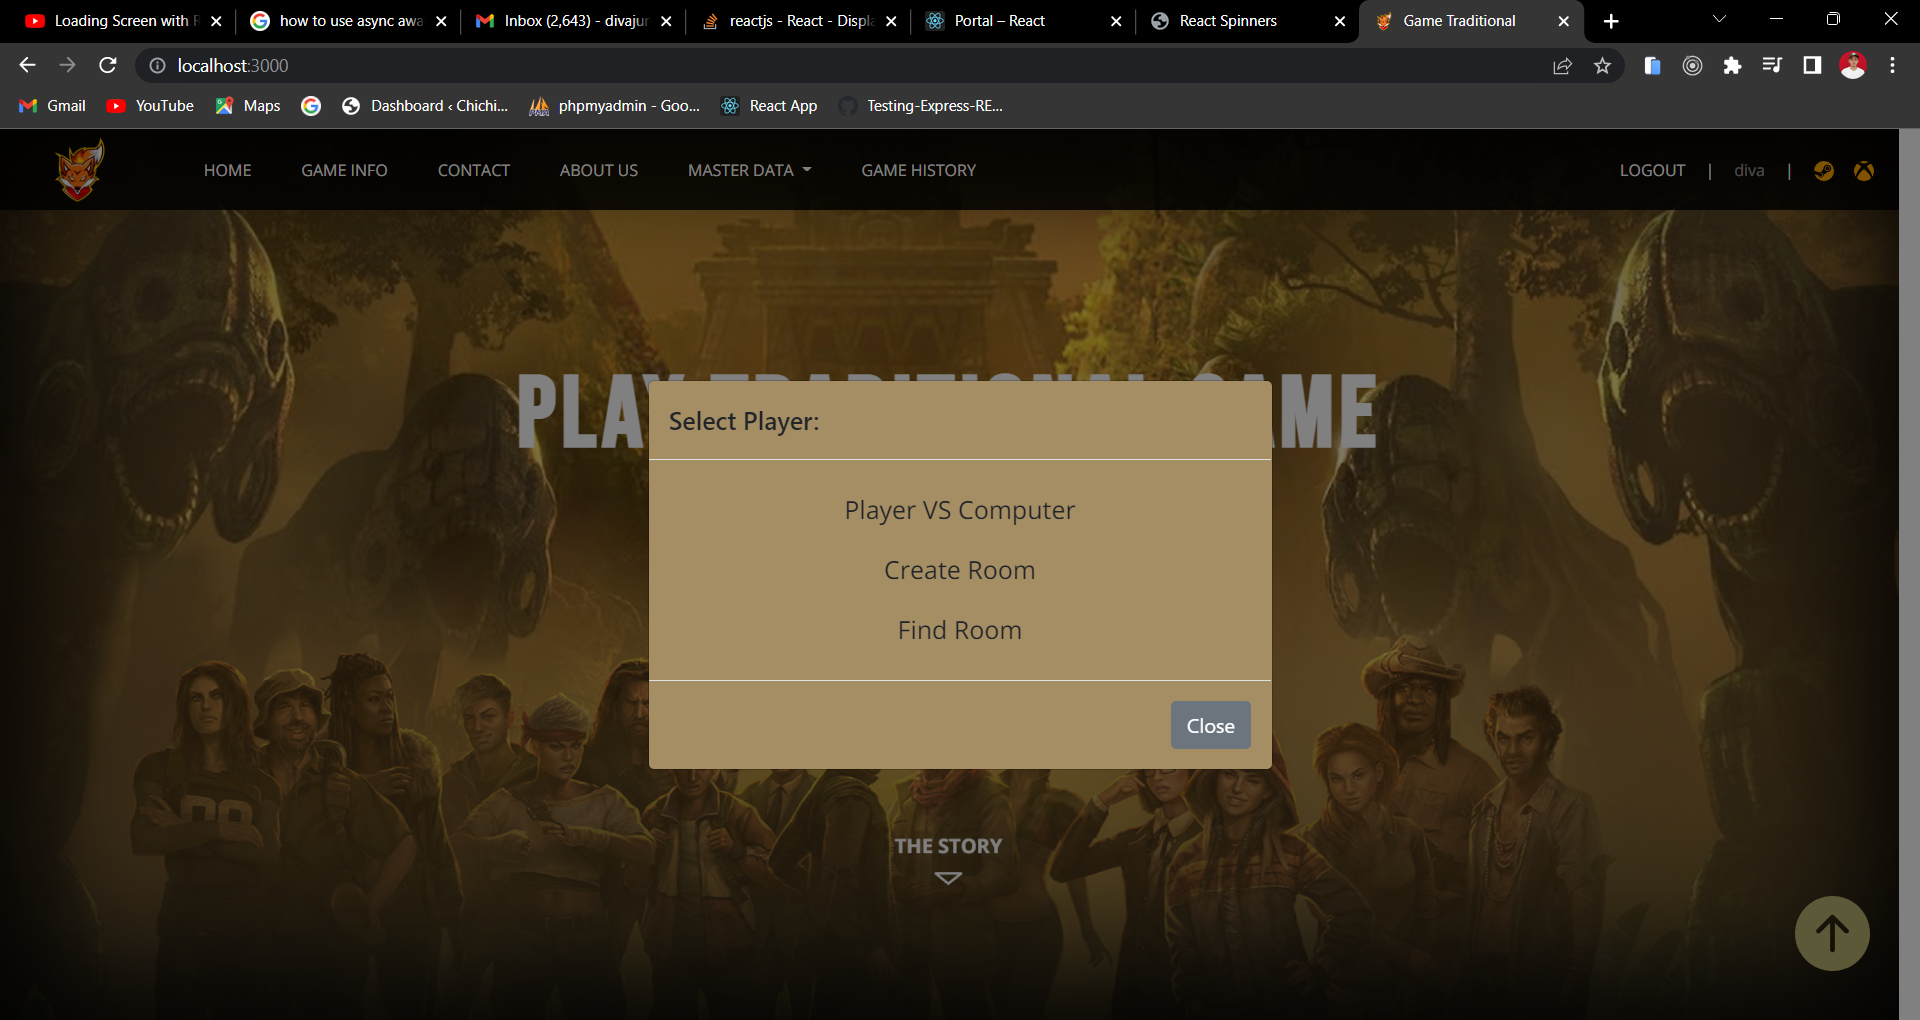 Loading Screen with R
how to use async awa
Inbox (2,643) - divajun
reactjs - React - Displa
Portal – React
React Spinners
Game Traditional
localhost:3000
Gmail
YouTube
Maps
Dashboard ‹ Chichi...
phpmyadmin - Goo...
React App
Testing-Express-RE...
HOME
GAME INFO
CONTACT
ABOUT US
MASTER DATA
GAME HISTORY
LOGOUT | diva |
PLA
AME
Select Player:
Player VS Computer
Create Room
Find Room
Close
THE STORY